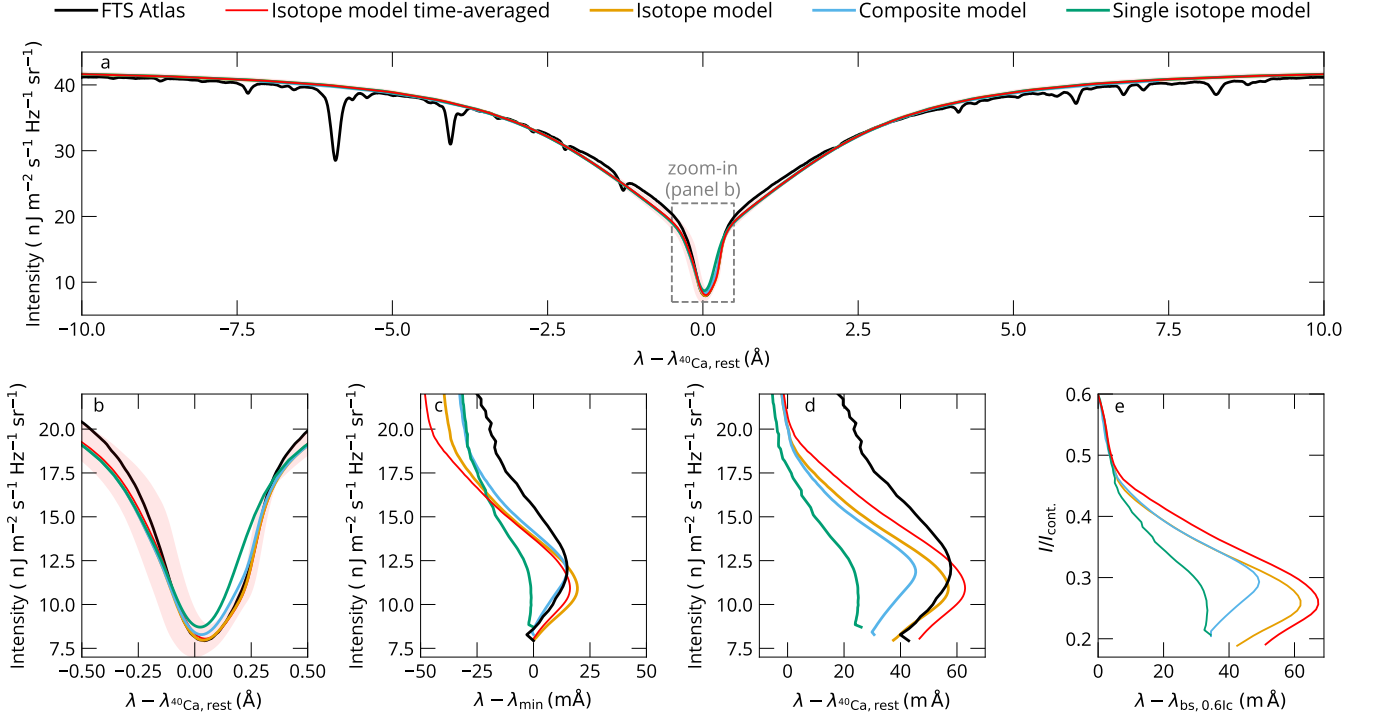 FTS Atlas Isotope model time-averaged Isotope model Composite model Single isotope model
a
Intensity ( nJ m⁻² s⁻¹ Hz⁻¹ sr⁻¹)
40
30
20
10
zoom-in
(panel b)
−10.0 −7.5 −5.0 −2.5 0.0 2.5 5.0 7.5 10.0
λ − λ⁴⁰Ca, rest (Å)
b
Intensity ( nJ m⁻² s⁻¹ Hz⁻¹ sr⁻¹)
20.0
17.5
15.0
12.5
10.0
7.5
−0.50 −0.25 0.00 0.25 0.50
λ − λ⁴⁰Ca, rest (Å)
c
Intensity ( nJ m⁻² s⁻¹ Hz⁻¹ sr⁻¹)
20.0
17.5
15.0
12.5
10.0
7.5
−50 −25 0 25 50
λ − λmin (mÅ)
d
Intensity ( nJ m⁻² s⁻¹ Hz⁻¹ sr⁻¹)
20.0
17.5
15.0
12.5
10.0
7.5
0 20 40 60
λ − λ⁴⁰Ca, rest (m Å)
e
I/Icont.
0.6
0.5
0.4
0.3
0.2
0 20 40 60
λ − λbs, 0.6Ic (m Å)